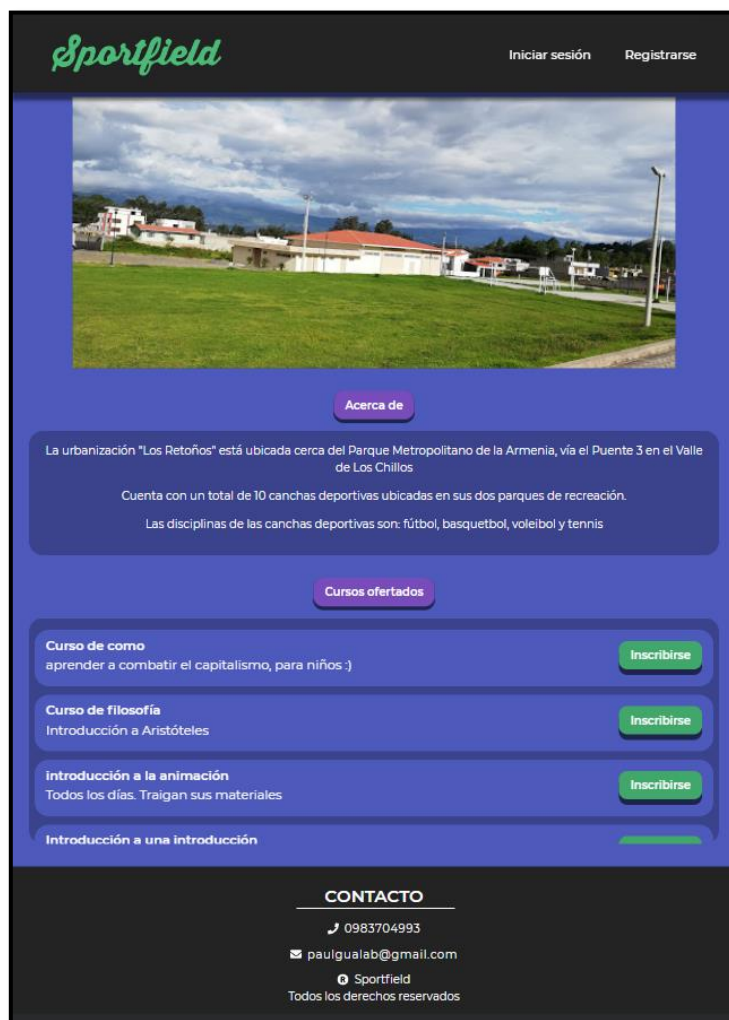 Sportfield
Iniciar sesión
Registrarse
Acerca de
La urbanización "Los Retoños" está ubicada cerca del Parque Metropolitano de la Armenia, vía el Puente 3 en el Valle
de Los Chillos
Cuenta con un total de 10 canchas deportivas ubicadas en sus dos parques de recreación.
Las disciplinas de las canchas deportivas son: fútbol, basquetbol, voleibol y tennis
Cursos ofertados
Curso de como
aprender a combatir el capitalismo, para niños :)
Inscribirse
Curso de filosofía
Introducción a Aristóteles
Inscribirse
introducción a la animación
Todos los días. Traigan sus materiales
Inscribirse
Introducción a una introducción
CONTACTO
0983704993
paulgualab@gmail.com
® Sportfield
Todos los derechos reservados